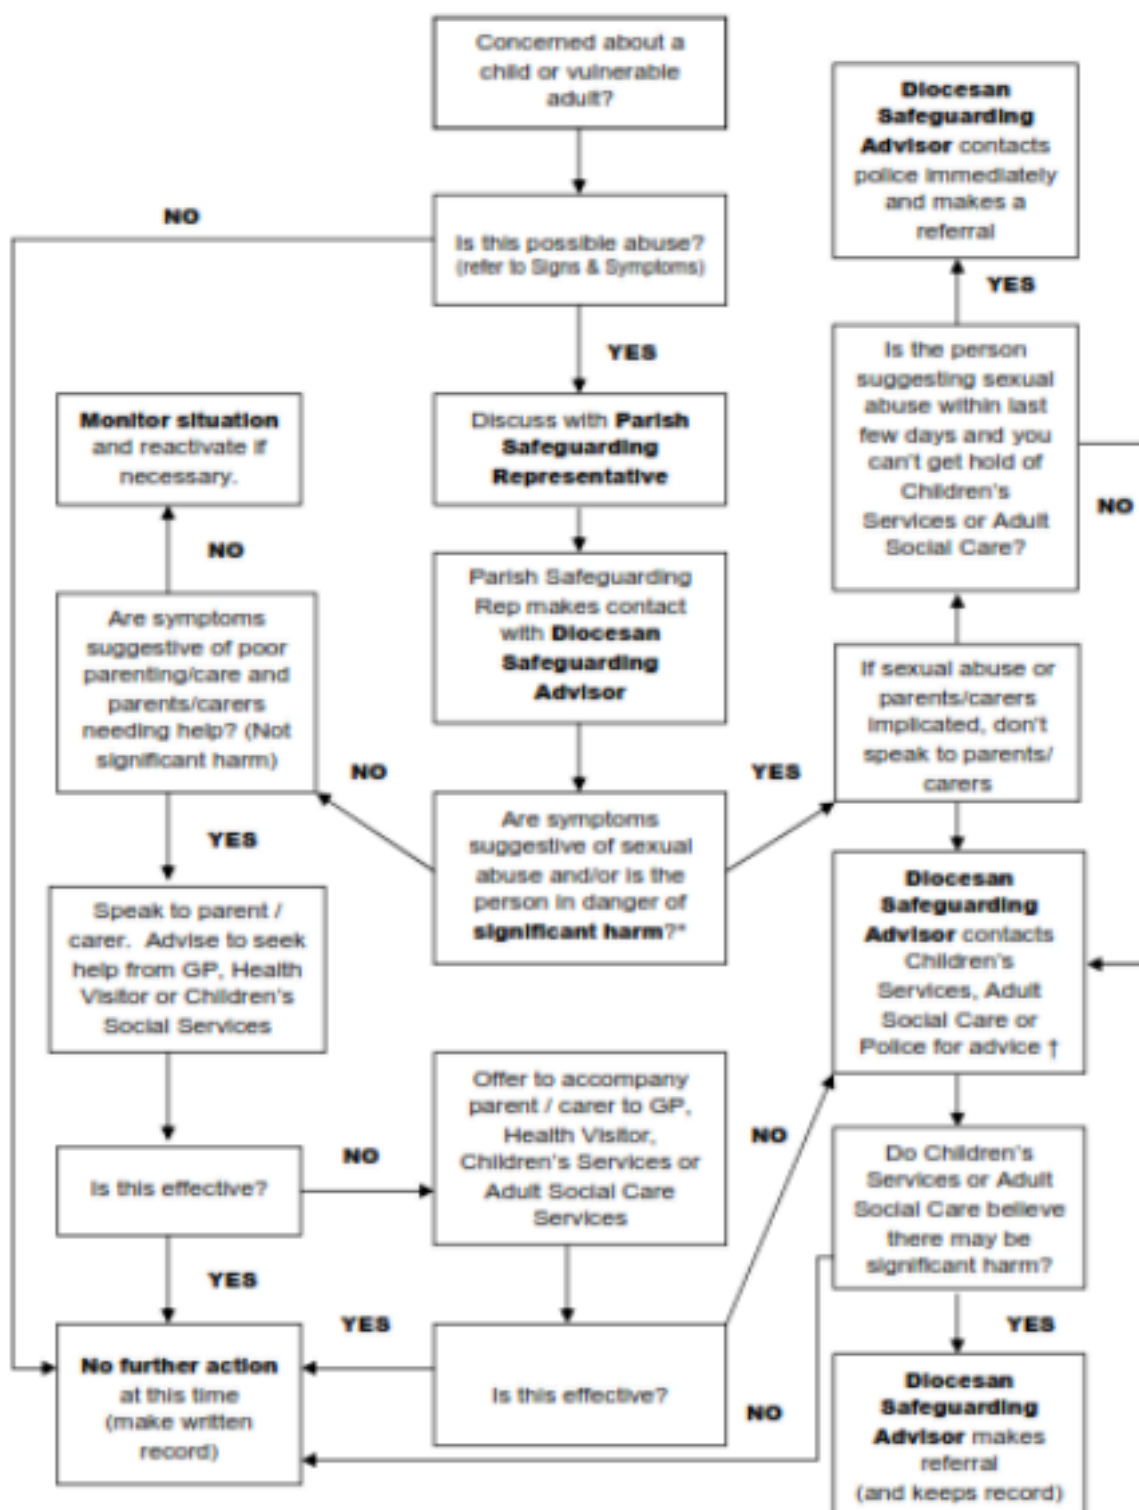 Concerned about a
child or vulnerable
adult?
Diocesan
Safeguarding
Advisor contacts
police immediately
and makes a
referral
NO
Is this possible abuse?
(refer to Signs & Symptoms)
YES
YES
Is the person
suggesting sexual
abuse within last
few days and you
can't get hold of
Children's
Services or Adult
Social Care?
NO
Monitor situation
and reactivate if
necessary.
Discuss with Parish
Safeguarding
Representative
NO
Parish Safeguarding
Rep makes contact
with Diocesan
Safeguarding
Advisor
Are symptoms
suggestive of poor
parenting/care and
parents/carers
needing help? (Not
significant harm)
If sexual abuse or
parents/carers
implicated, don't
speak to parents/
carers
NO
YES
Are symptoms
suggestive of sexual
abuse and/or is the
person in danger of
significant harm?*
YES
Diocesan
Safeguarding
Advisor contacts
Children's
Services, Adult
Social Care or
Police for advice †
Speak to parent /
carer. Advise to seek
help from GP, Health
Visitor or Children's
Social Services
Offer to accompany
parent / carer to GP,
Health Visitor,
Children's Services or
Adult Social Care
Services
NO
NO
Is this effective?
Do Children's
Services or Adult
Social Care believe
there may be
significant harm?
YES
YES
YES
No further action
at this time
(make written
record)
Is this effective?
NO
Diocesan
Safeguarding
Advisor makes
referral
(and keeps record)